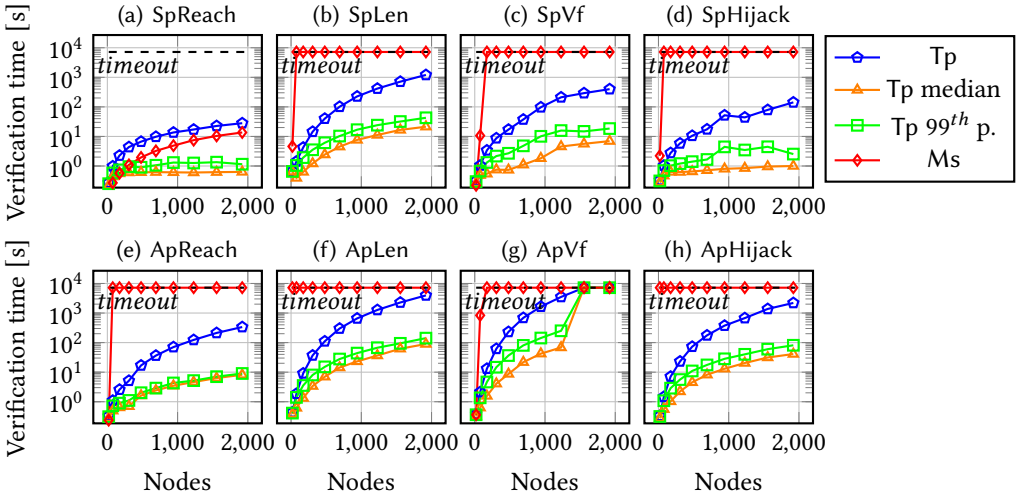 (a) SpReach (b) SpLen (c) SpVf (d) SpHijack
Verification time [s]
10^4
10^3
10^2
10^1
10^0
timeout timeout timeout timeout
0 1,000 2,000 0 1,000 2,000 0 1,000 2,000 0 1,000 2,000
Tp
Tp median
Tp 99^th p.
Ms
(e) ApReach (f) ApLen (g) ApVf (h) ApHijack
Verification time [s]
10^4
10^3
10^2
10^1
10^0
timeout timeout timeout timeout
0 1,000 2,000 0 1,000 2,000 0 1,000 2,000 0 1,000 2,000
Nodes Nodes Nodes Nodes